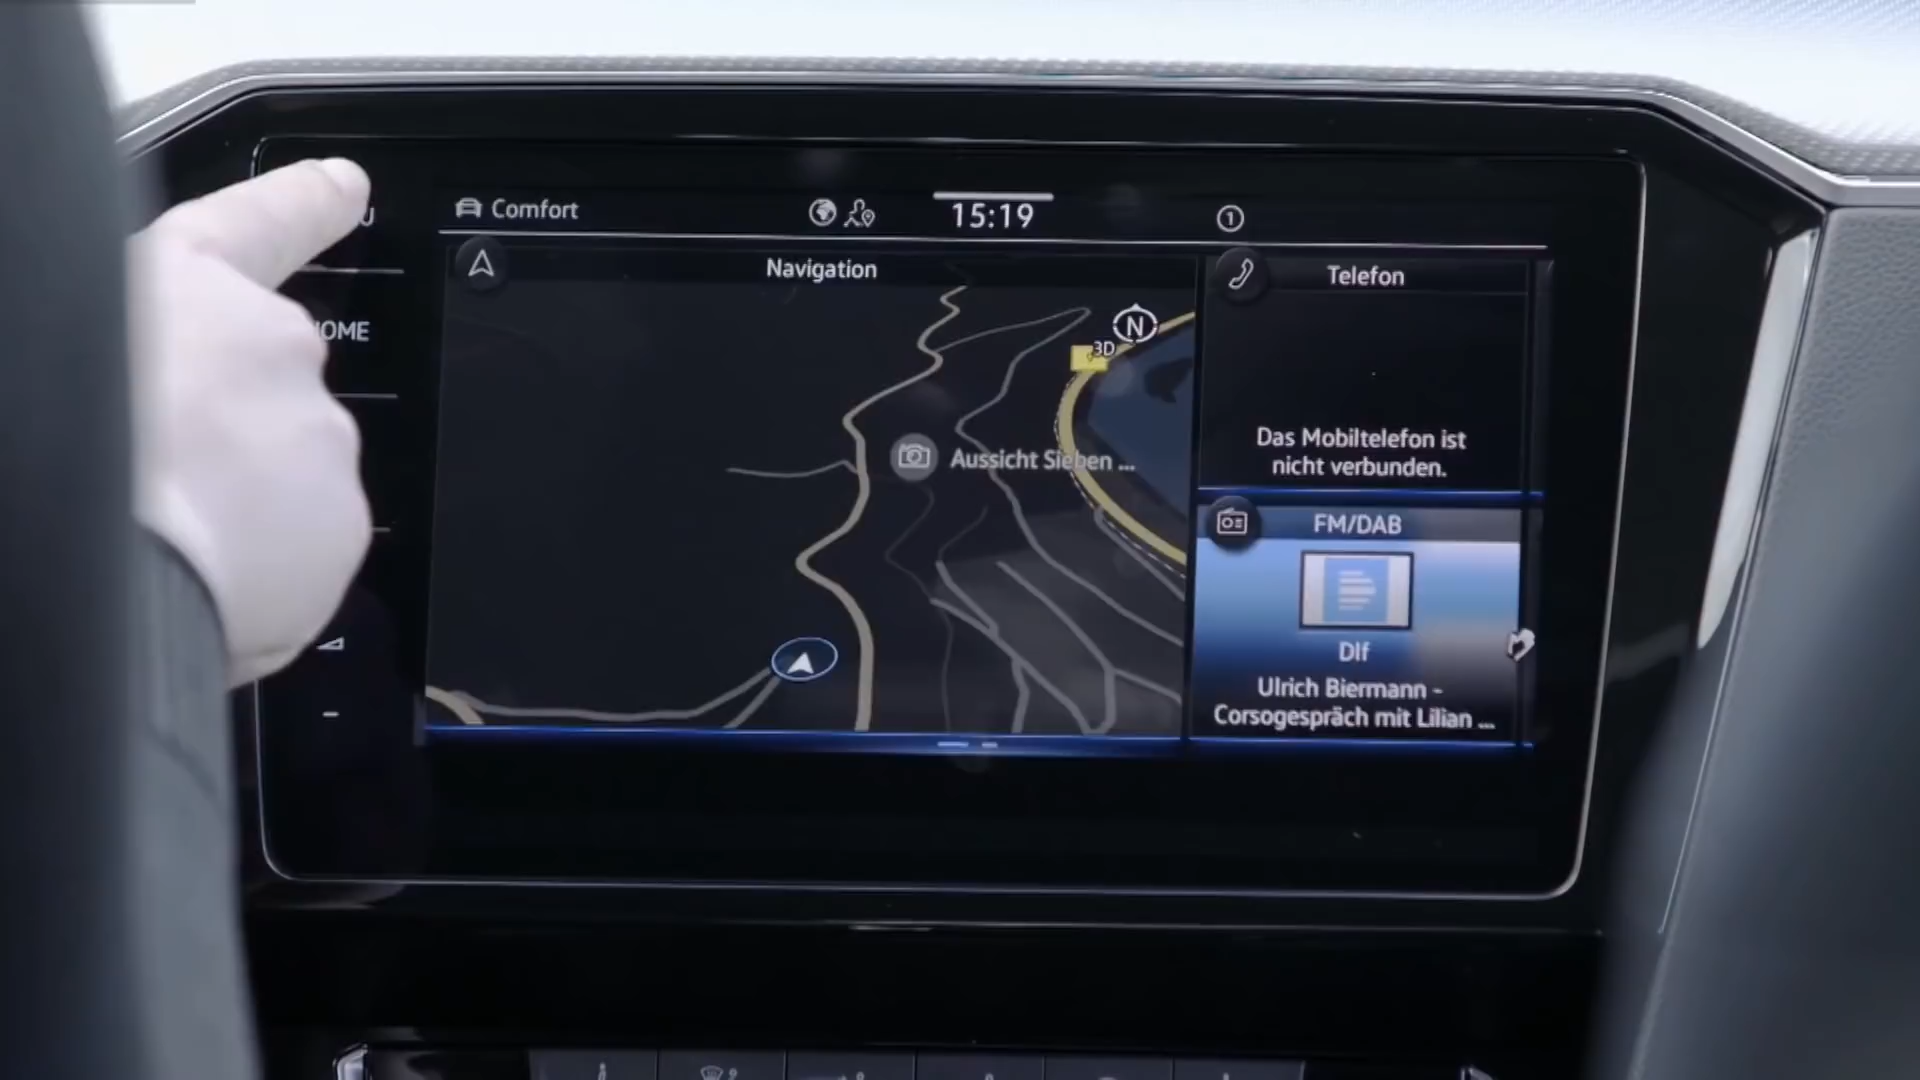 Comfort
15:19
1
Navigation
Telefon
N
3D
Das Mobiltelefon ist
nicht verbunden.
Aussicht Sieben ...
FM/DAB
Dlf
Ulrich Biermann -
Corsogespräch mit Lilian ...